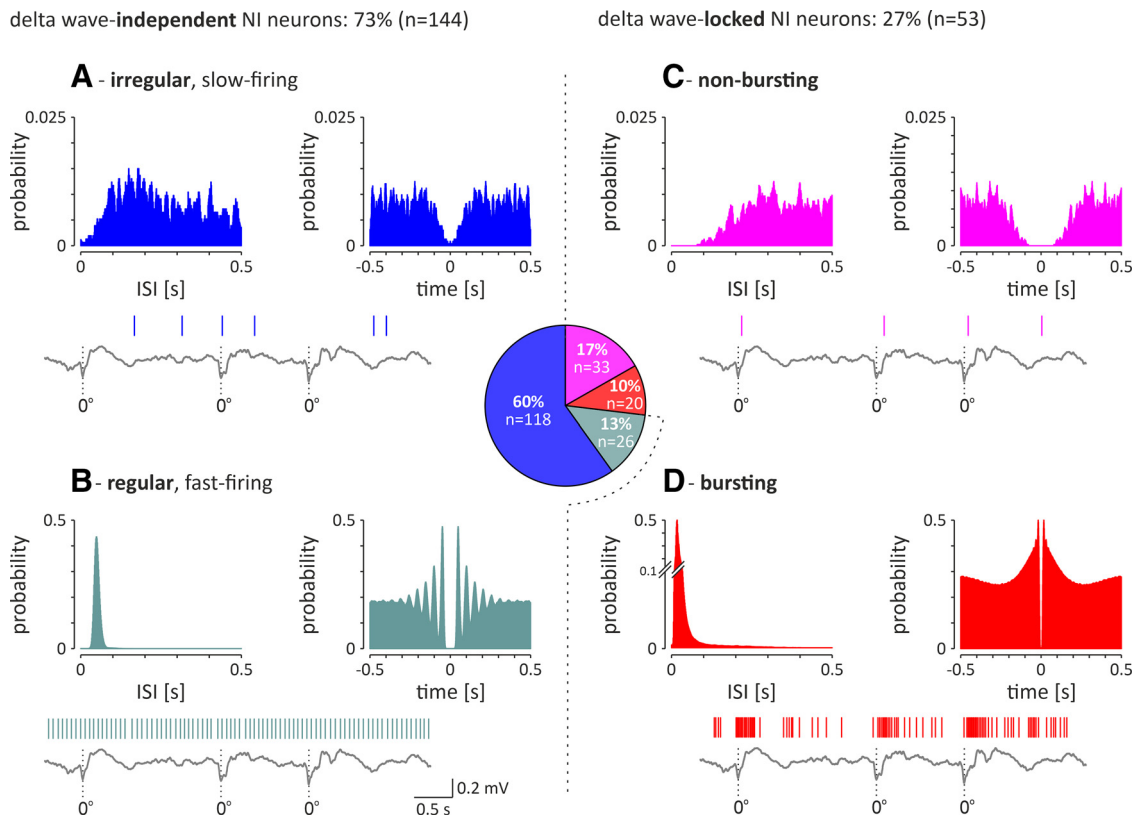 delta wave-independent NI neurons: 73% (n=144)
delta wave-locked NI neurons: 27% (n=53)
A - irregular, slow-firing
0.025
probability
0
0
0.5
ISI [s]
0.025
probability
0
-0.5
0
0.5
time [s]
0°
0°
0°
C - non-bursting
0.025
probability
0
0
0.5
ISI [s]
0.025
probability
0
-0.5
0
0.5
time [s]
0°
0°
0°
17%
n=33
10%
n=20
13%
n=26
60%
n=118
B - regular, fast-firing
0.5
probability
0
0
0.5
ISI [s]
0.5
probability
0
-0.5
0
0.5
time [s]
0°
0°
0°
0.2 mV
0.5 s
D - bursting
0.5
0.1
probability
0
0
0.5
ISI [s]
0.5
probability
0
-0.5
0
0.5
time [s]
0°
0°
0°